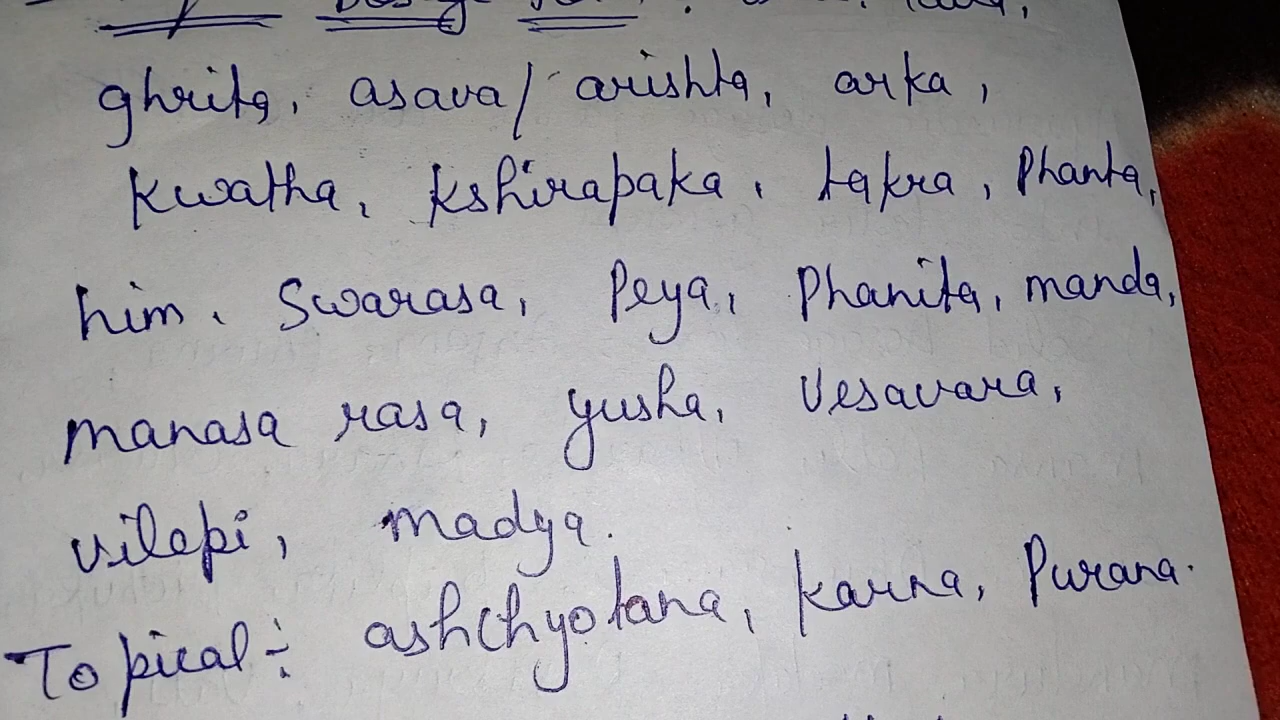 ghrita, asava/ arishta, arka,
Kwatha, kshirapaka, takra, Phanta,
him, Swarasa, Peya, Phanita, manda,
manasa rasa, yusha, Vesavara,
vilepi, madya.
Topical :- ashchyotana, karna, Purana.